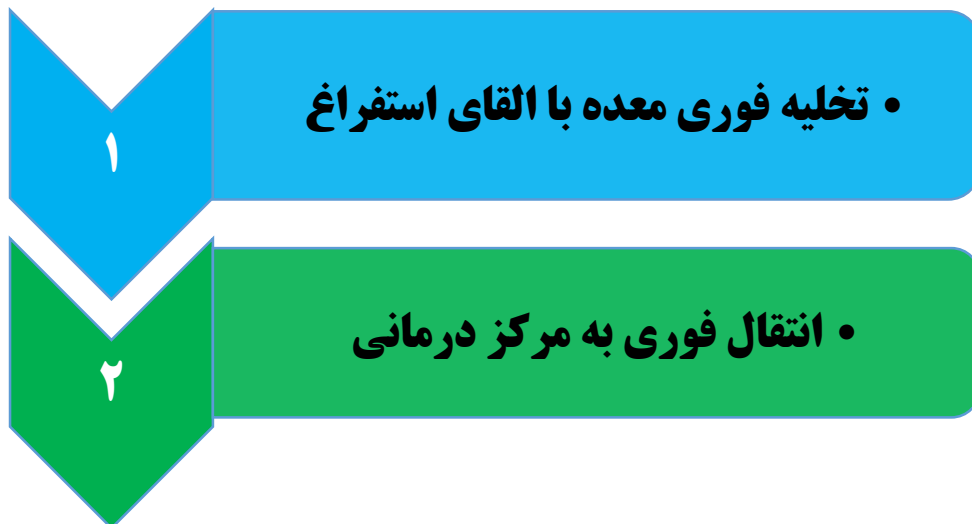 ۱
• تخلیه فوری معده با القای استفراغ
۲
• انتقال فوری به مرکز درمانی